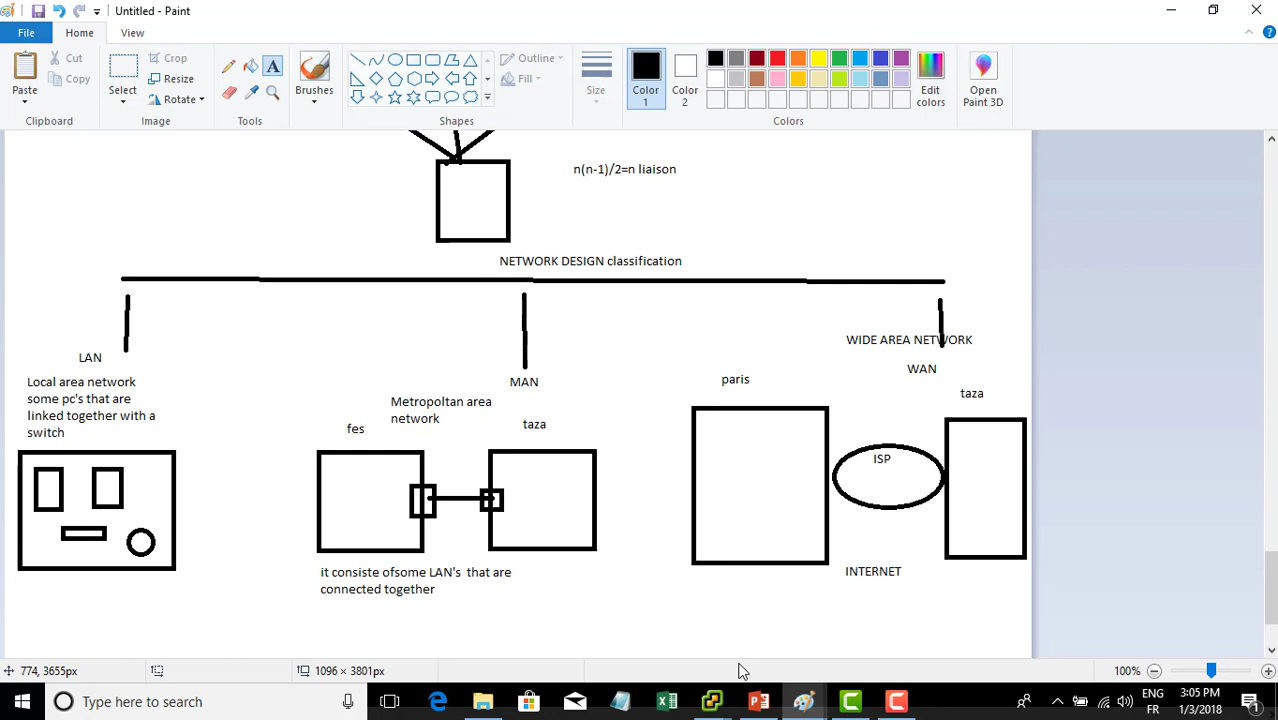 Untitled - Paint
File
Home
View
Paste
Cut
Copy
Clipboard
Select
Crop
Resize
Rotate
Image
A
Tools
Brushes
Outline
Fill
Shapes
Size
Color
1
Color
2
Edit
colors
Colors
Open
Paint 3D
n(n-1)/2=n liaison
NETWORK DESIGN classification
LAN
Local area network
some pc's that are
linked together with a
switch
MAN
Metropoltan area
network
fes
taza
it consiste ofsome LAN's  that are
connected together
WIDE AREA NETWORK
WAN
paris
taza
ISP
INTERNET
774, 3655px
1096 × 3801px
100%
Type here to search
ENG
FR
3:05 PM
1/3/2018